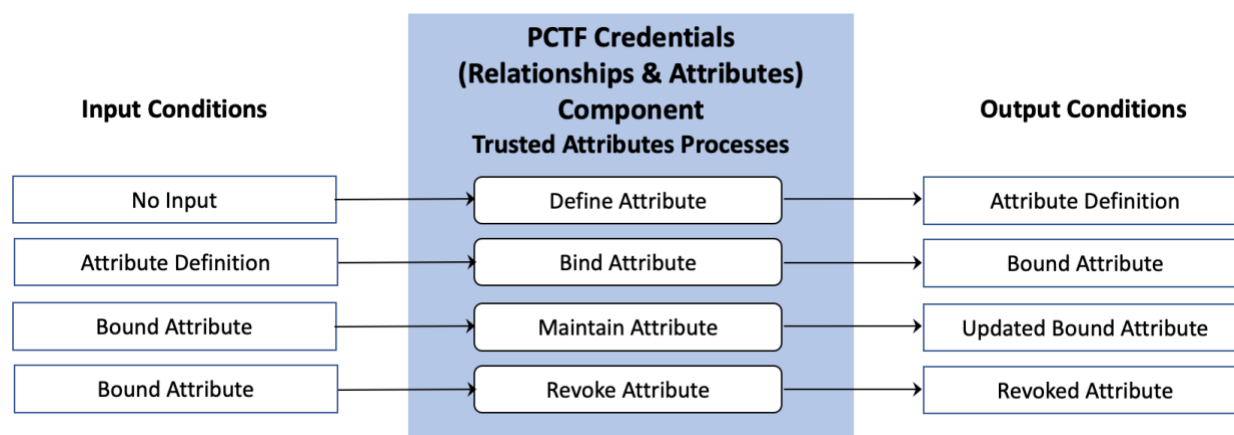 PCTF Credentials
(Relationships & Attributes)
Component
Trusted Attributes Processes
Input Conditions
Output Conditions
No Input
Define Attribute
Attribute Definition
Attribute Definition
Bind Attribute
Bound Attribute
Bound Attribute
Maintain Attribute
Updated Bound Attribute
Bound Attribute
Revoke Attribute
Revoked Attribute